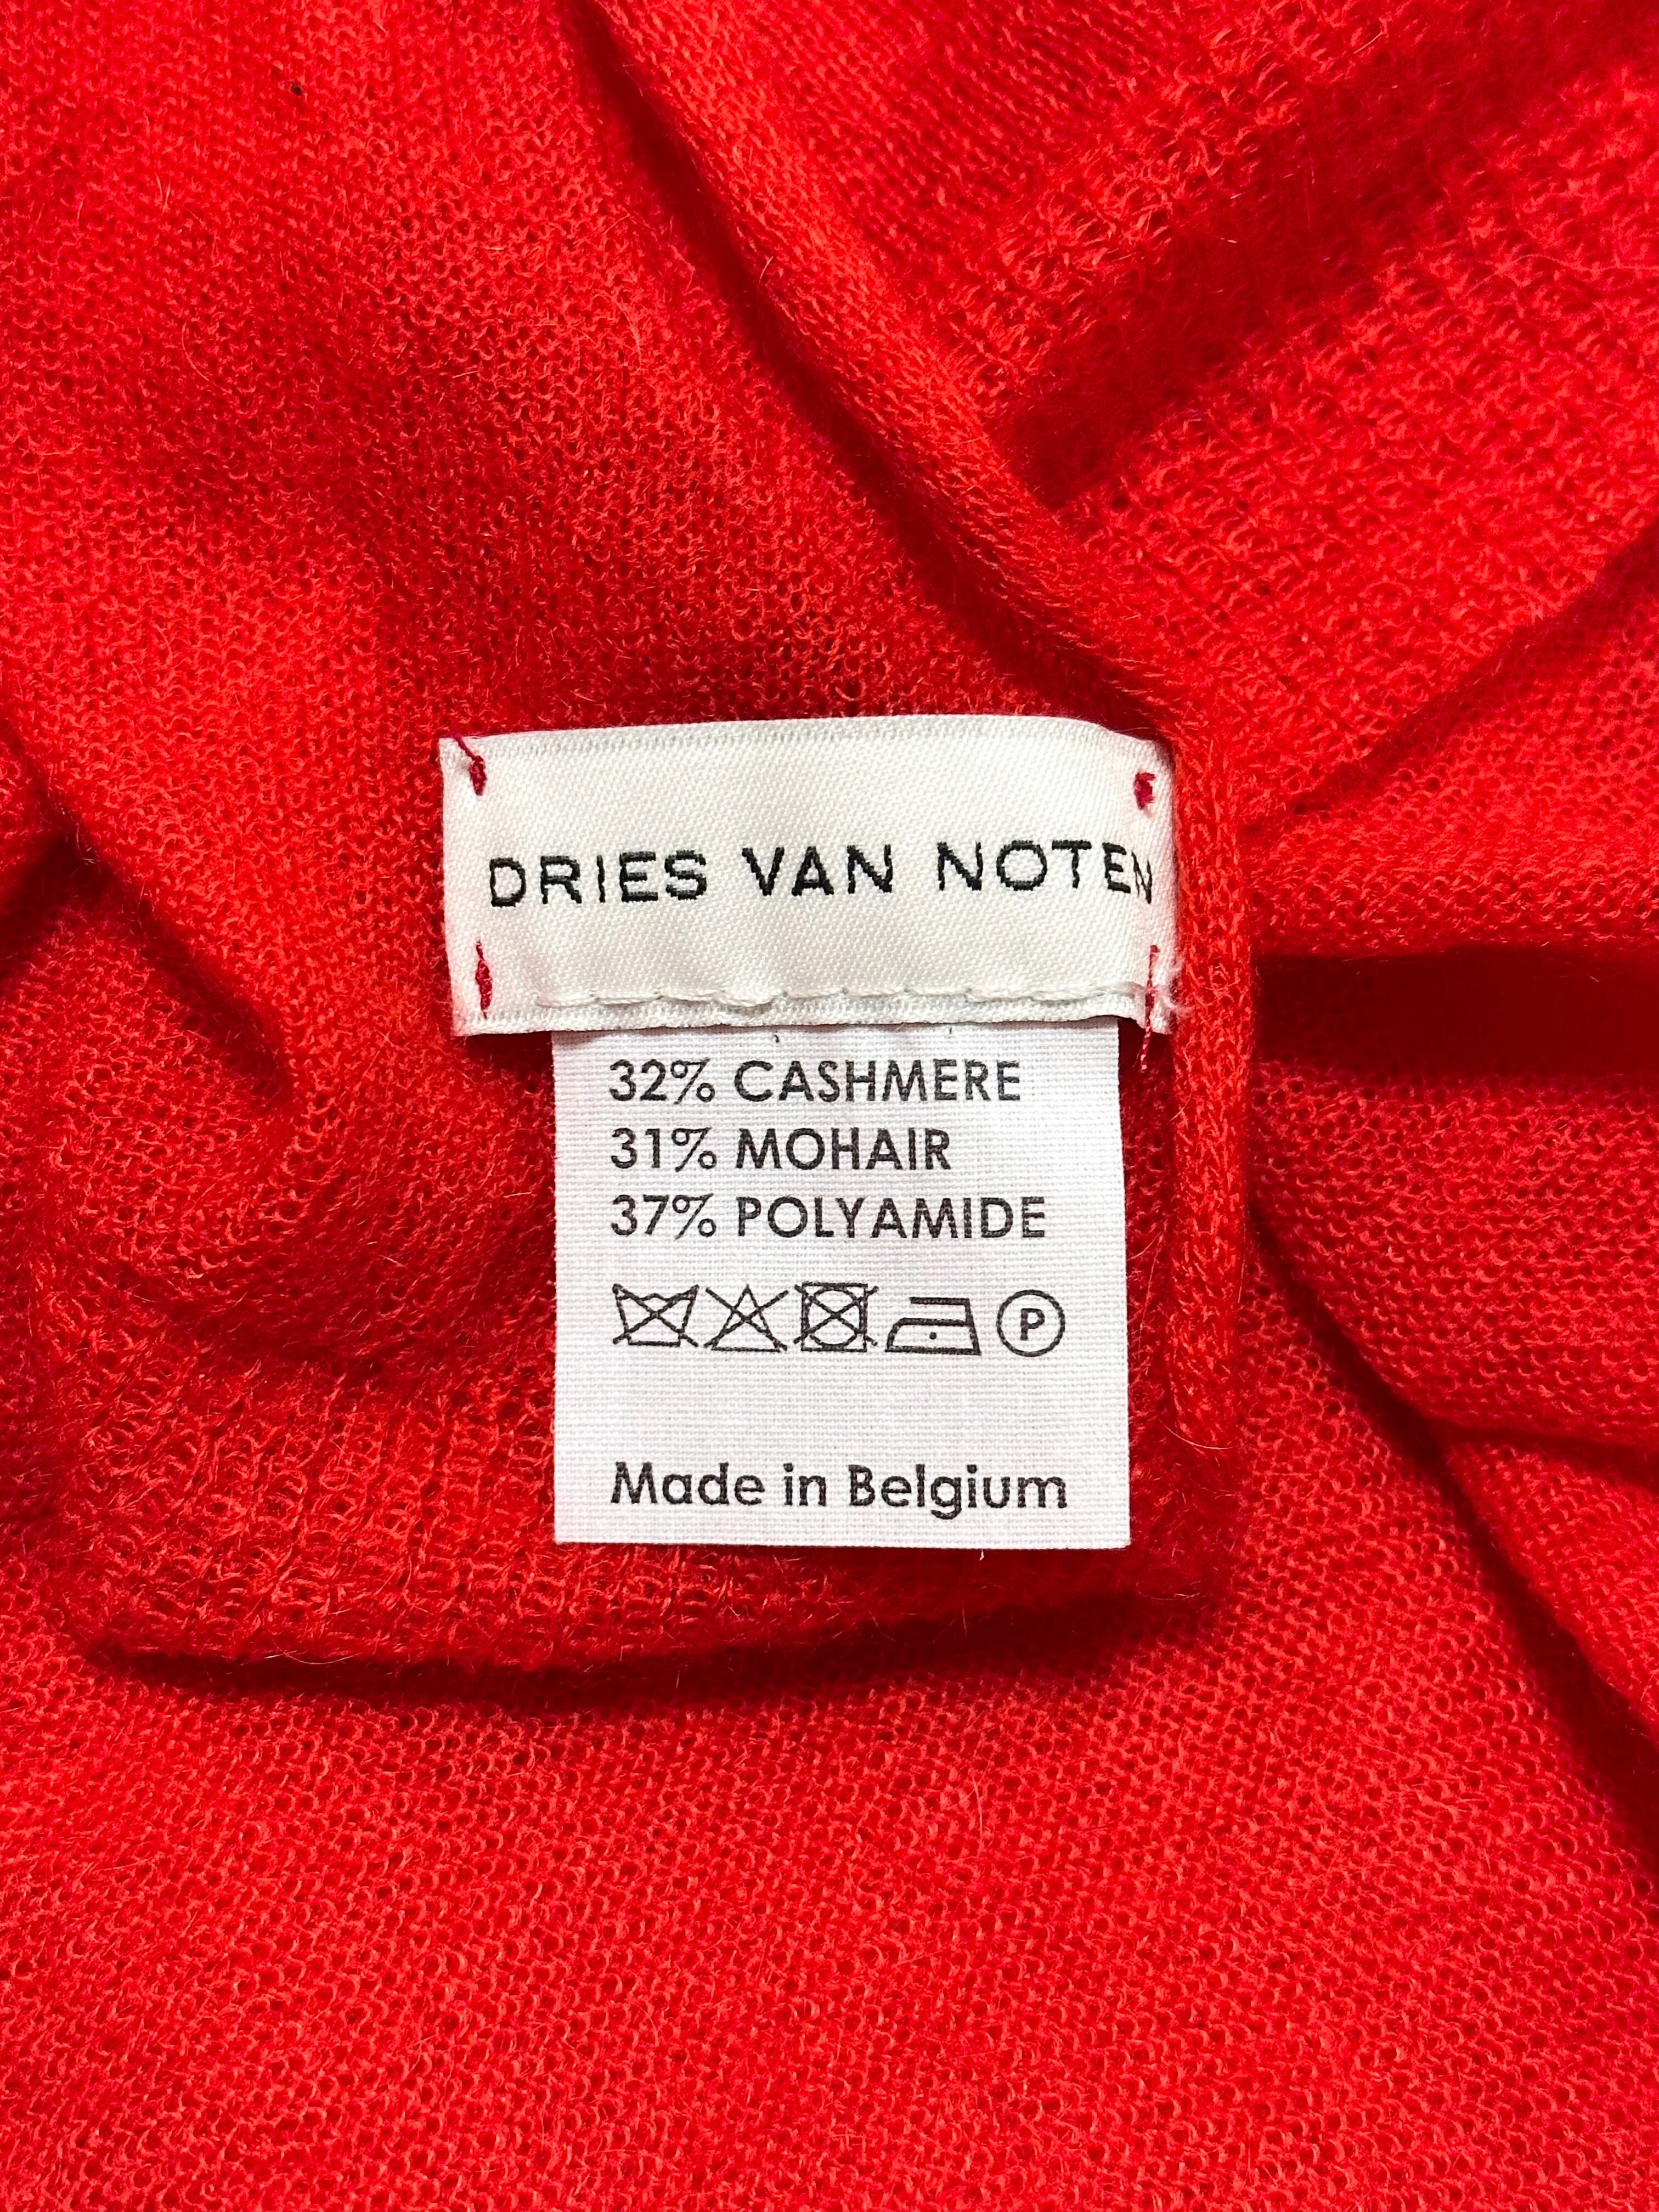 DRIES VAN NOTEN
32% CASHMERE
31% MOHAIR
37% POLYAMIDE
P
Made in Belgium